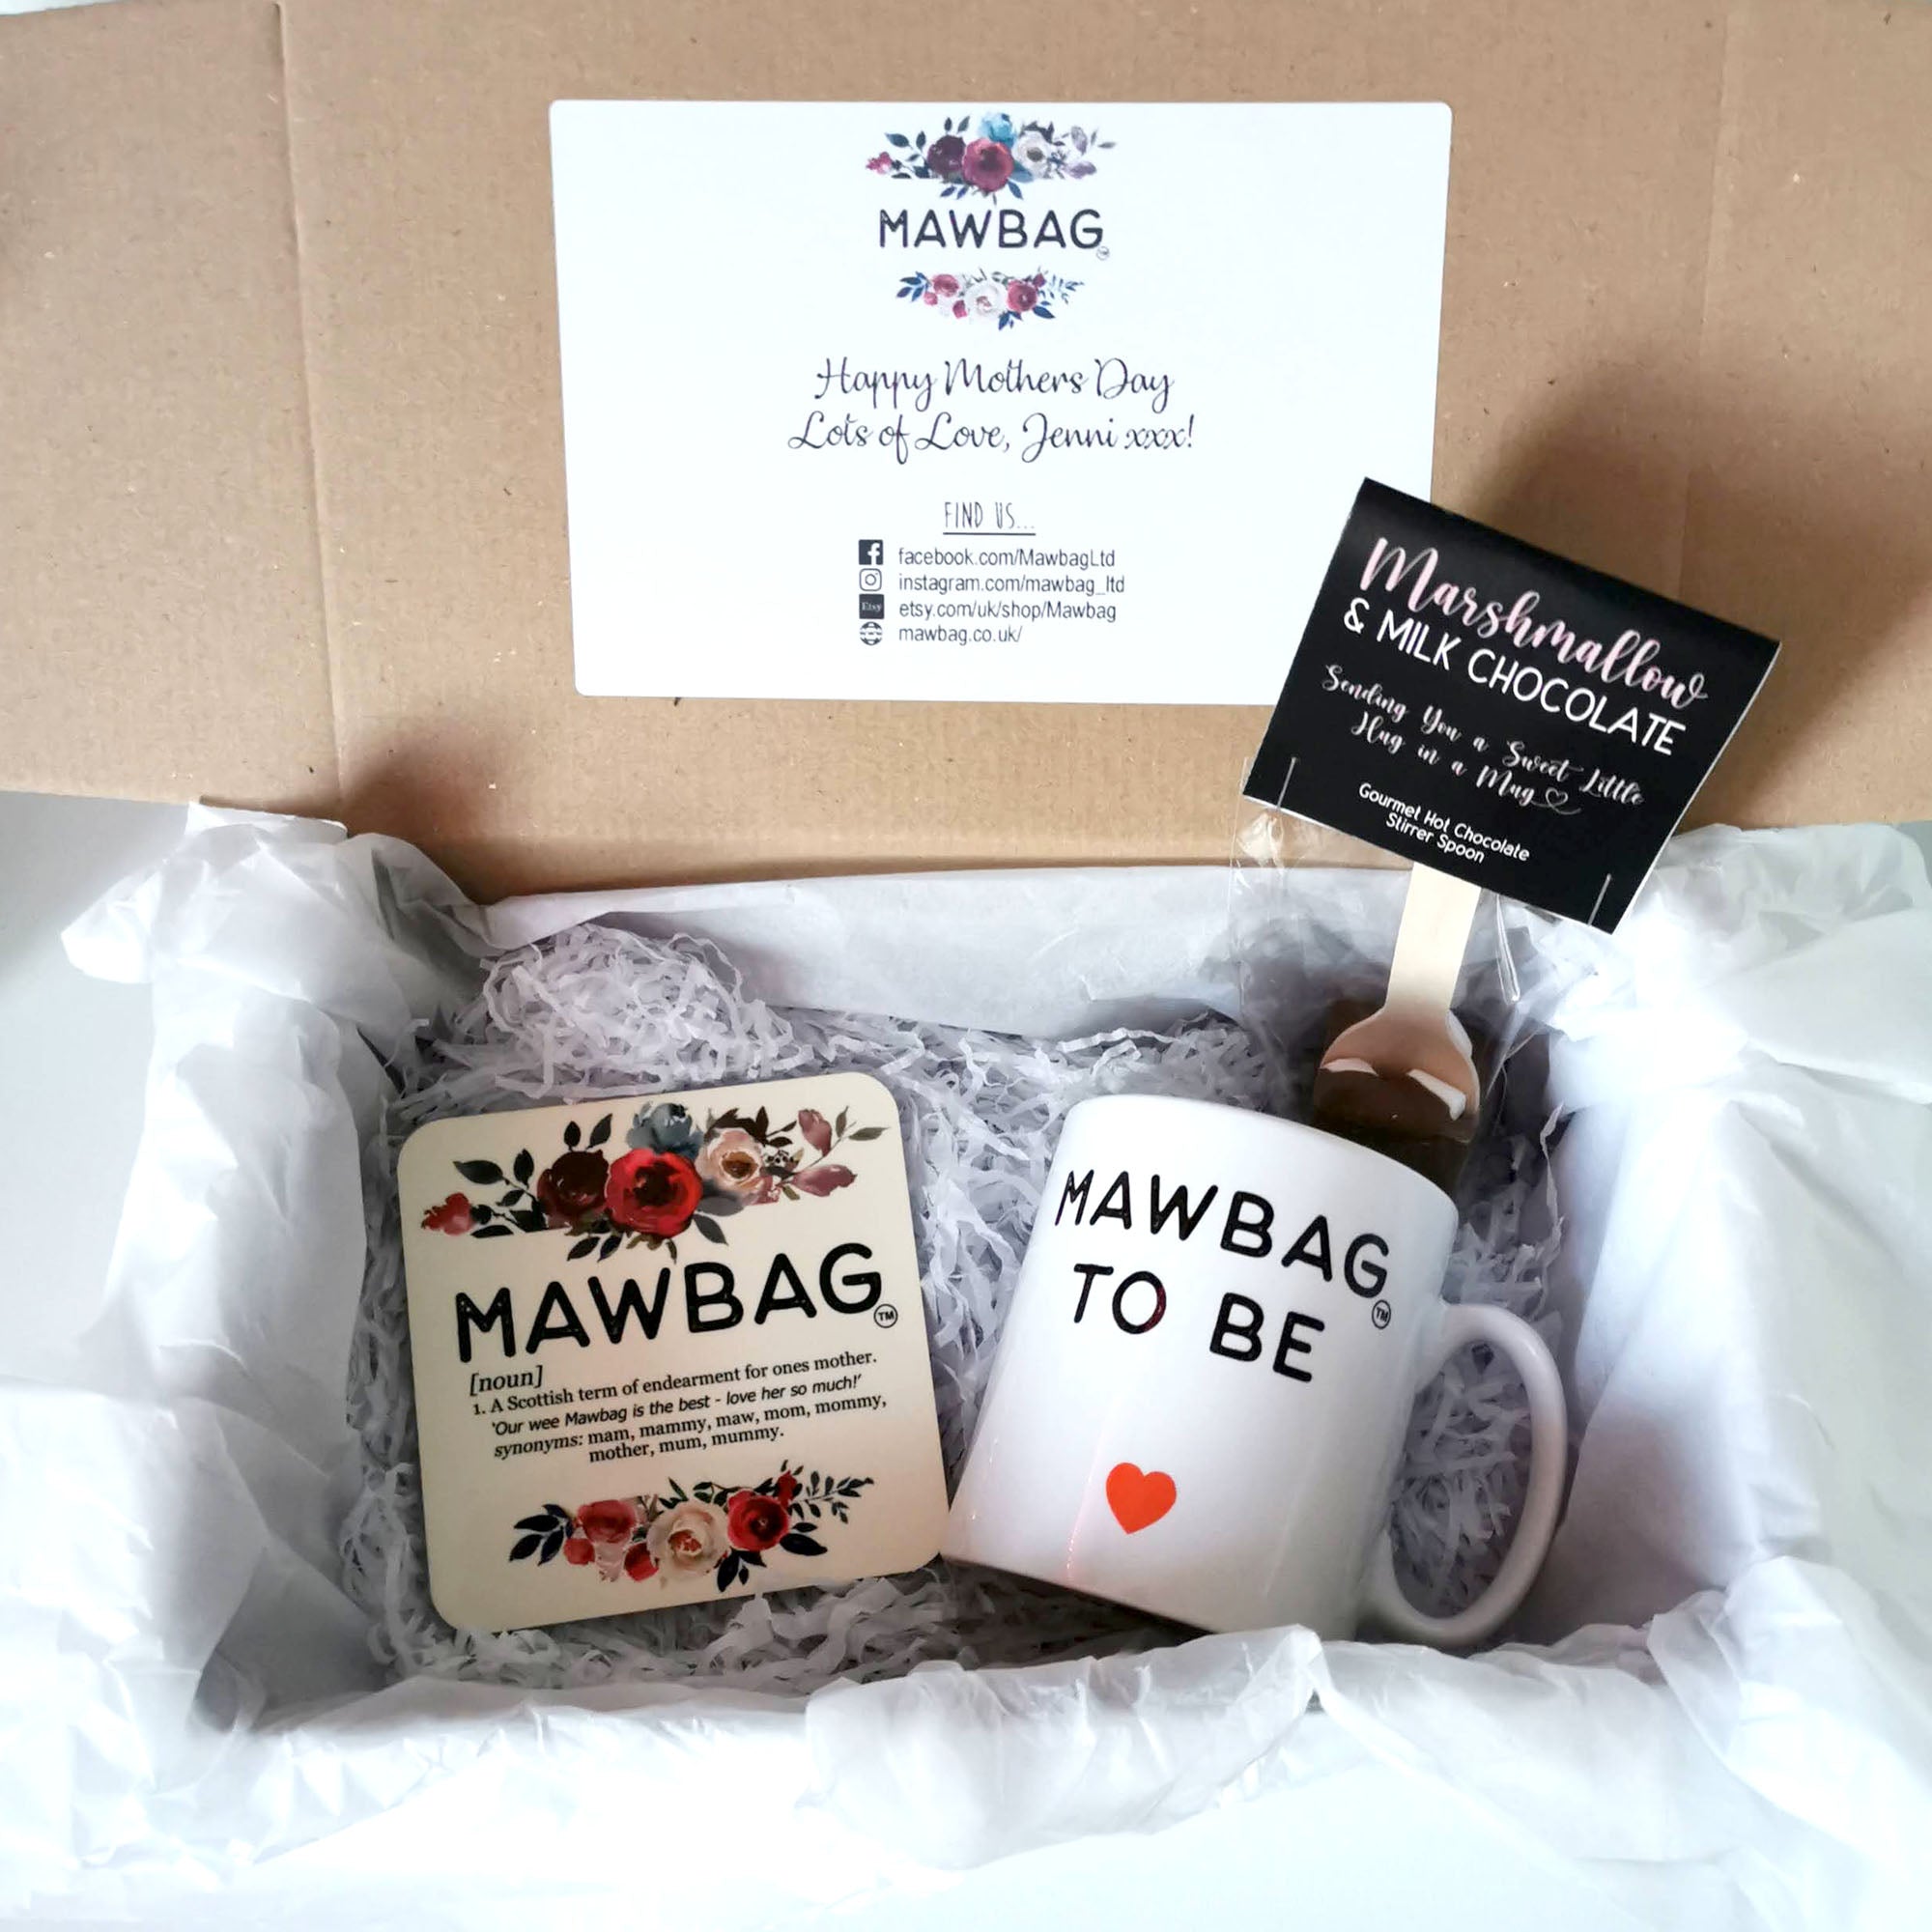 MAWBAG
Happy Mothers Day
Lots of Love, Jenni xxx!
FIND US...
facebook.com/MawbagLtd
instagram.com/mawbag_ltd
Etsy etsy.com/uk/shop/Mawbag
mawbag.co.uk/
Marshmallow
& MILK CHOCOLATE
Sending You a Sweet Little
Hug in a Mug
Gourmet Hot Chocolate
Stirrer Spoon
MAWBAG TM
[noun]
1. A Scottish term of endearment for ones mother.
'Our wee Mawbag is the best - love her so much!'
synonyms: mam, mammy, maw, mom, mommy,
mother, mum, mummy.
MAWBAG TM
TO BE